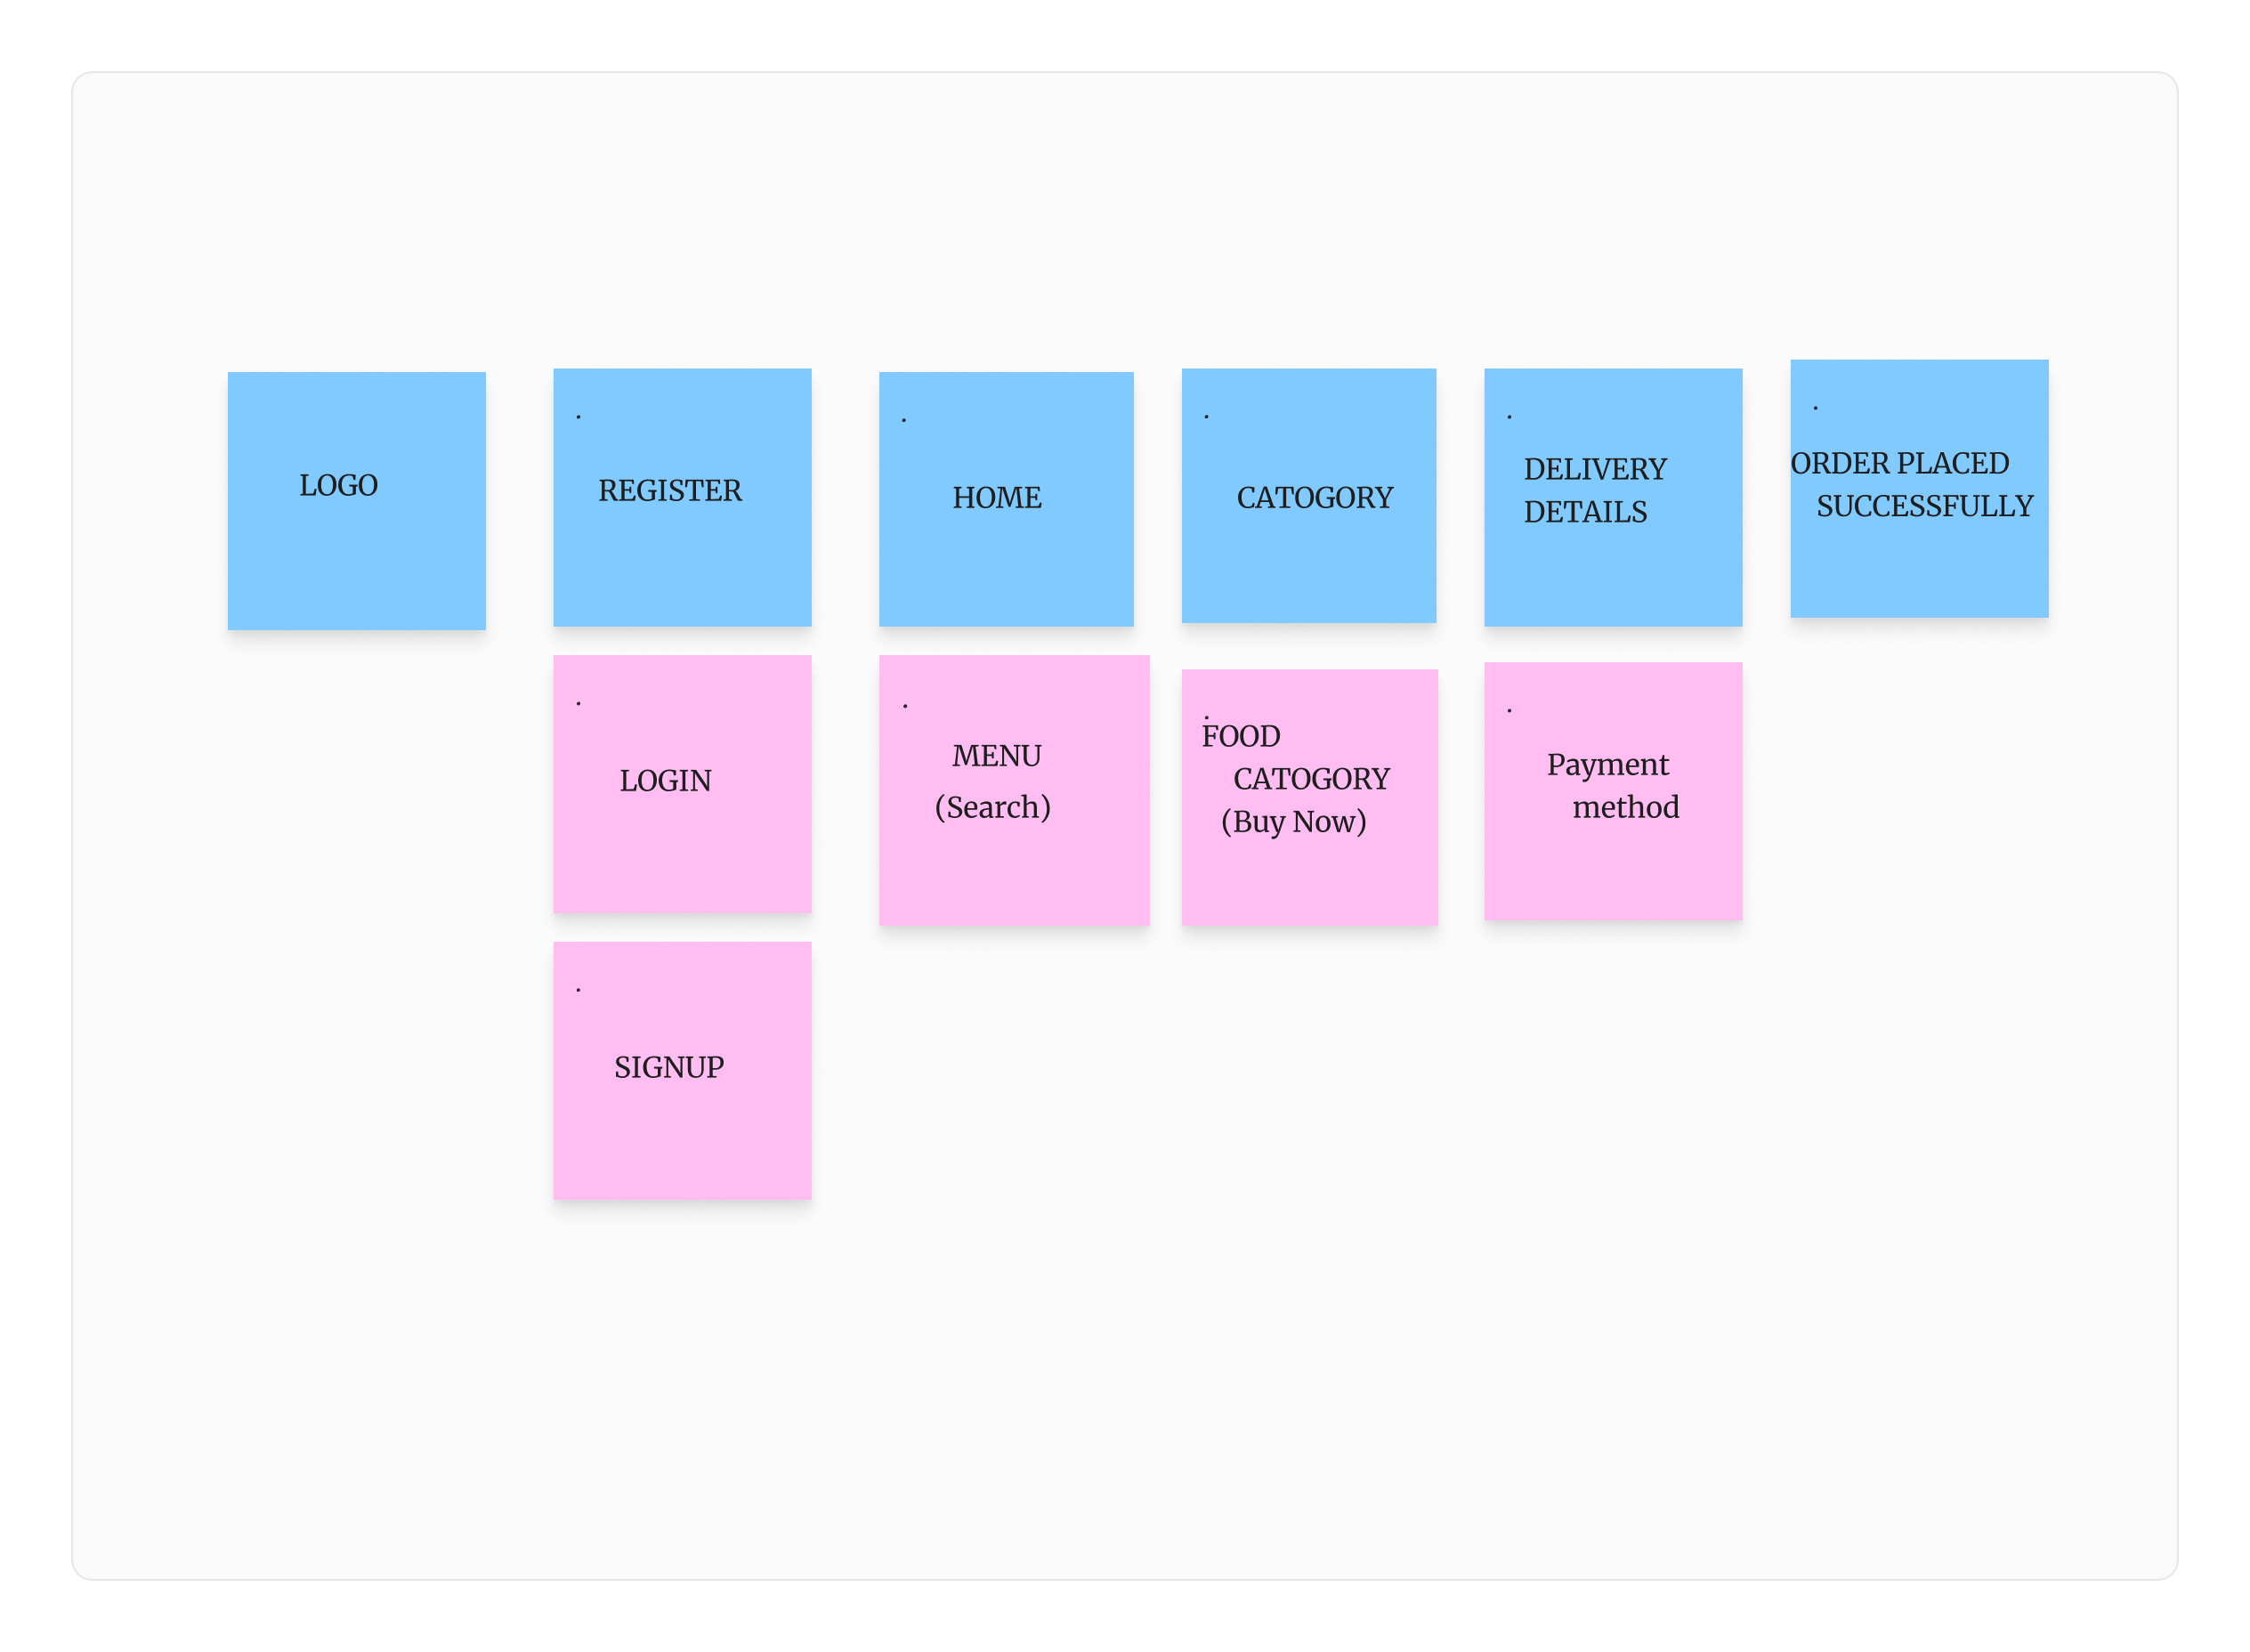 LOGO
.
REGISTER
.
HOME
.
CATOGORY
.
DELIVERY
DETAILS
.
ORDER PLACED
SUCCESSFULLY
.
LOGIN
.
MENU
(Search)
.
FOOD
CATOGORY
(Buy Now)
.
Payment
method
.
SIGNUP